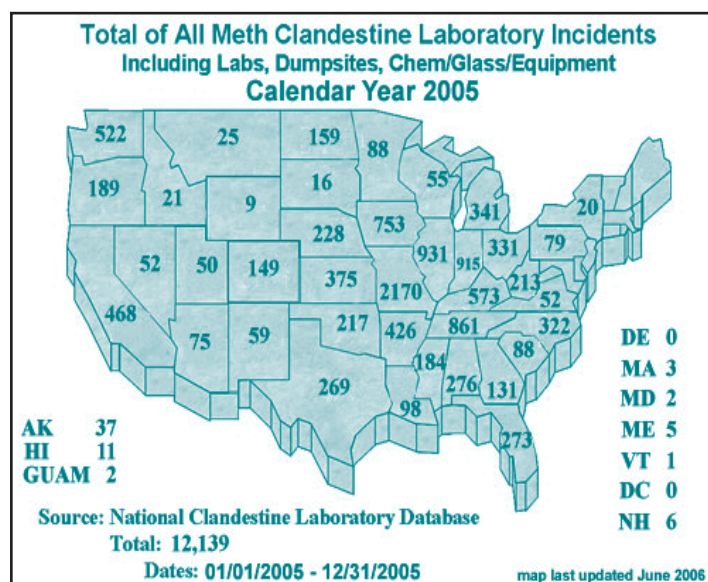 Total of All Meth Clandestine Laboratory Incidents
Including Labs, Dumpsites, Chem/Glass/Equipment
Calendar Year 2005
522 25 159 88
189 21 9 16 55 341 20
228 753 931 915 331 79
52 50 149 375 2170 573 213 52
468 75 59 217 426 861 322
269 184 276 131 88
98 273
AK 37
HI 11
GUAM 2
DE 0
MA 3
MD 2
ME 5
VT 1
DC 0
NH 6
Source: National Clandestine Laboratory Database
Total: 12,139
Dates: 01/01/2005 - 12/31/2005
map last updated June 2006